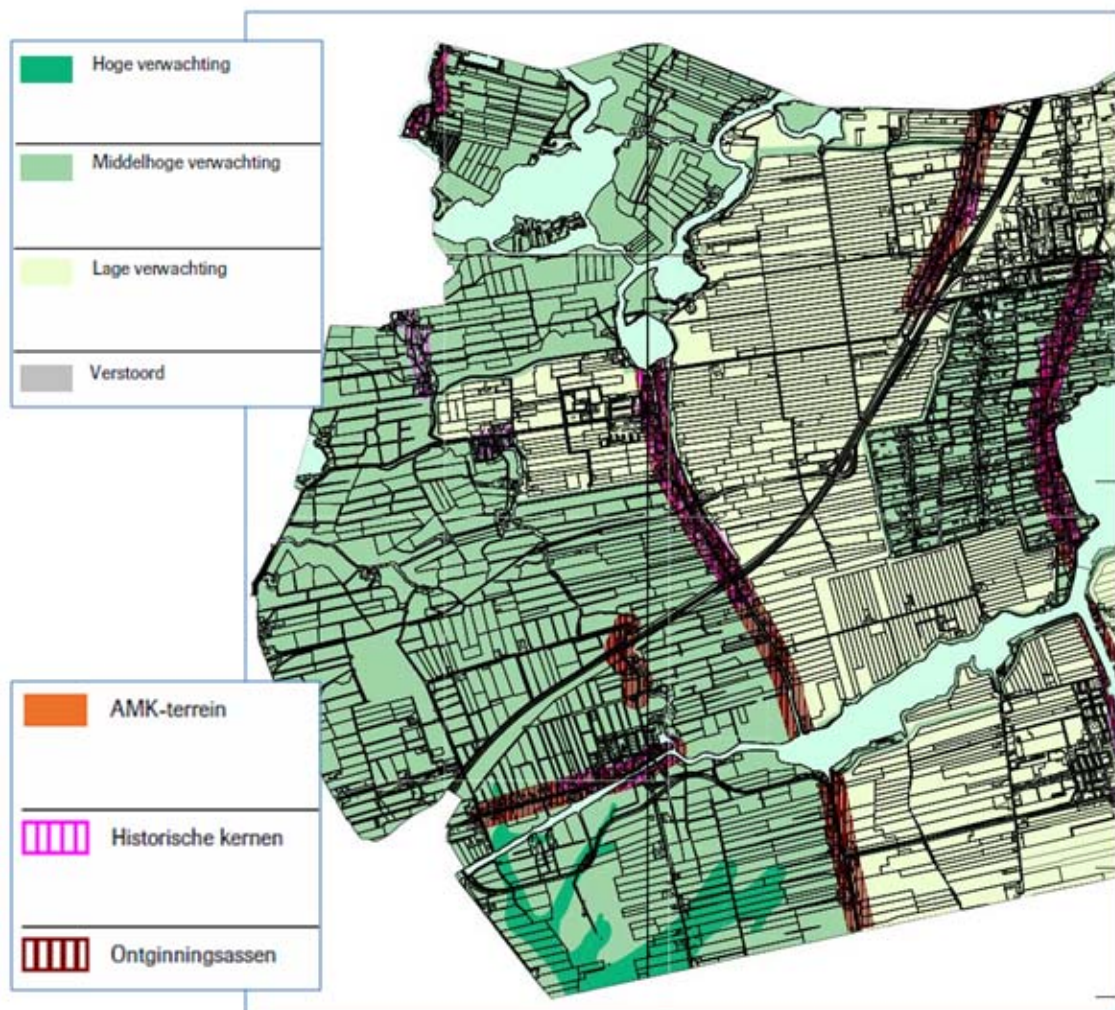 Hoge verwachting
Middelhoge verwachting
Lage verwachting
Verstoord
AMK-terrein
Historische kernen
Ontginningsassen